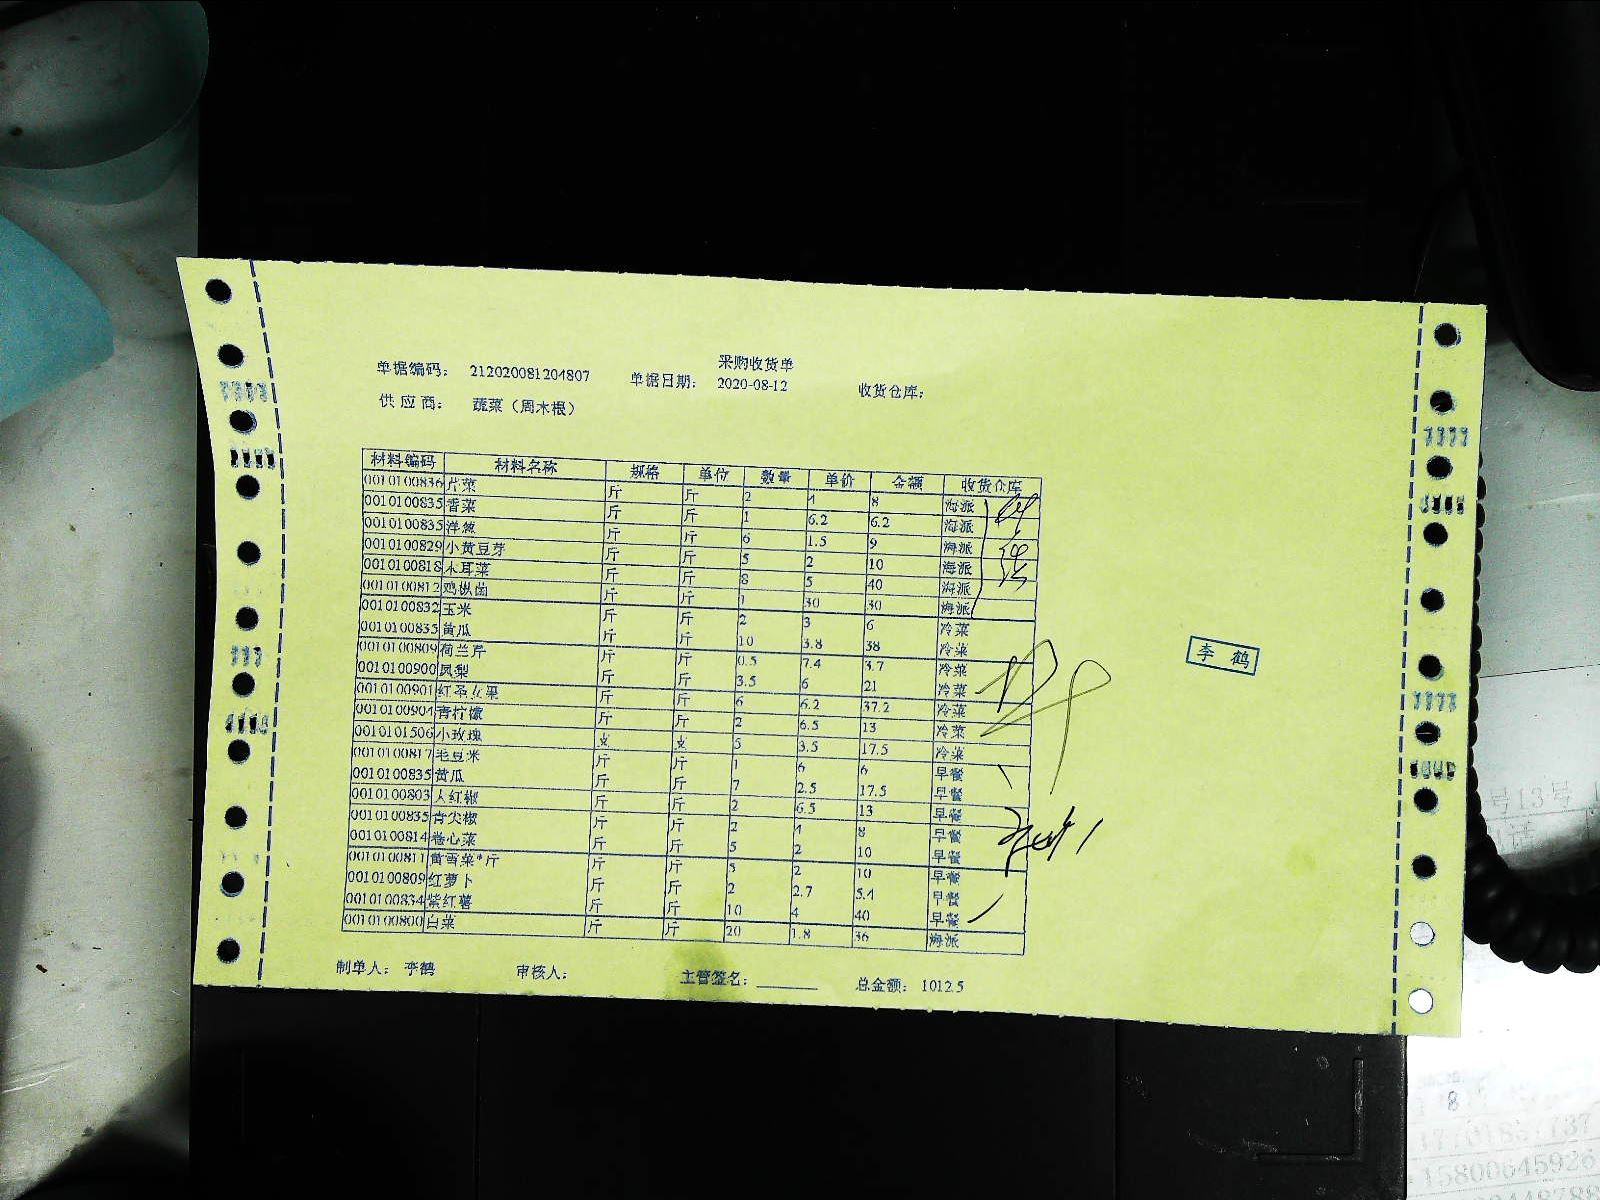 采购收货单
单据编码： 212020081204807 单据日期： 2020-08-12 收货仓库：
供应商： 蔬菜（周木根）
材料编码 材料名称 规格 单位 数量 单价 金额 收货仓库
0010100836 芹菜 斤 斤 2 4 8 海派
0010100835 香菜 斤 斤 1 6.2 6.2 海派
0010100835 洋葱 斤 斤 6 1.5 9 海派
0010100829 小黄豆芽 斤 斤 5 2 10 海派
0010100818 木耳菜 斤 斤 8 5 40 海派
0010100812 鸡枞菌 斤 斤 1 30 30 海派
0010100832 玉米 斤 斤 2 3 6 冷菜
0010100835 黄瓜 斤 斤 10 3.8 38 冷菜
0010100809 荷兰芹 斤 斤 0.5 7.4 3.7 冷菜
0010100900 凤梨 斤 斤 3.5 6 21 冷菜
0010100901 红圣女果 斤 斤 6 6.2 37.2 冷菜
0010100904 青柠檬 斤 斤 2 6.5 13 冷菜
0010101506 小玫瑰 支 支 5 3.5 17.5 冷菜
0010100817 毛豆米 斤 斤 1 6 6 早餐
0010100835 黄瓜 斤 斤 7 2.5 17.5 早餐
0010100803 大红椒 斤 斤 2 6.5 13 早餐
0010100835 青尖椒 斤 斤 2 4 8 早餐
0010100814 卷心菜 斤 斤 5 2 10 早餐
0010100811 黄雪菜*斤 斤 斤 5 2 10 早餐
0010100809 红萝卜 斤 斤 2 2.7 5.4 早餐
0010100834 紫红薯 斤 斤 10 4 40 早餐
0010100800 白菜 斤 斤 20 1.8 36 海派
李鹤
制单人： 李鹤 审核人： 主管签名： 总金额： 1012.5
15800645926